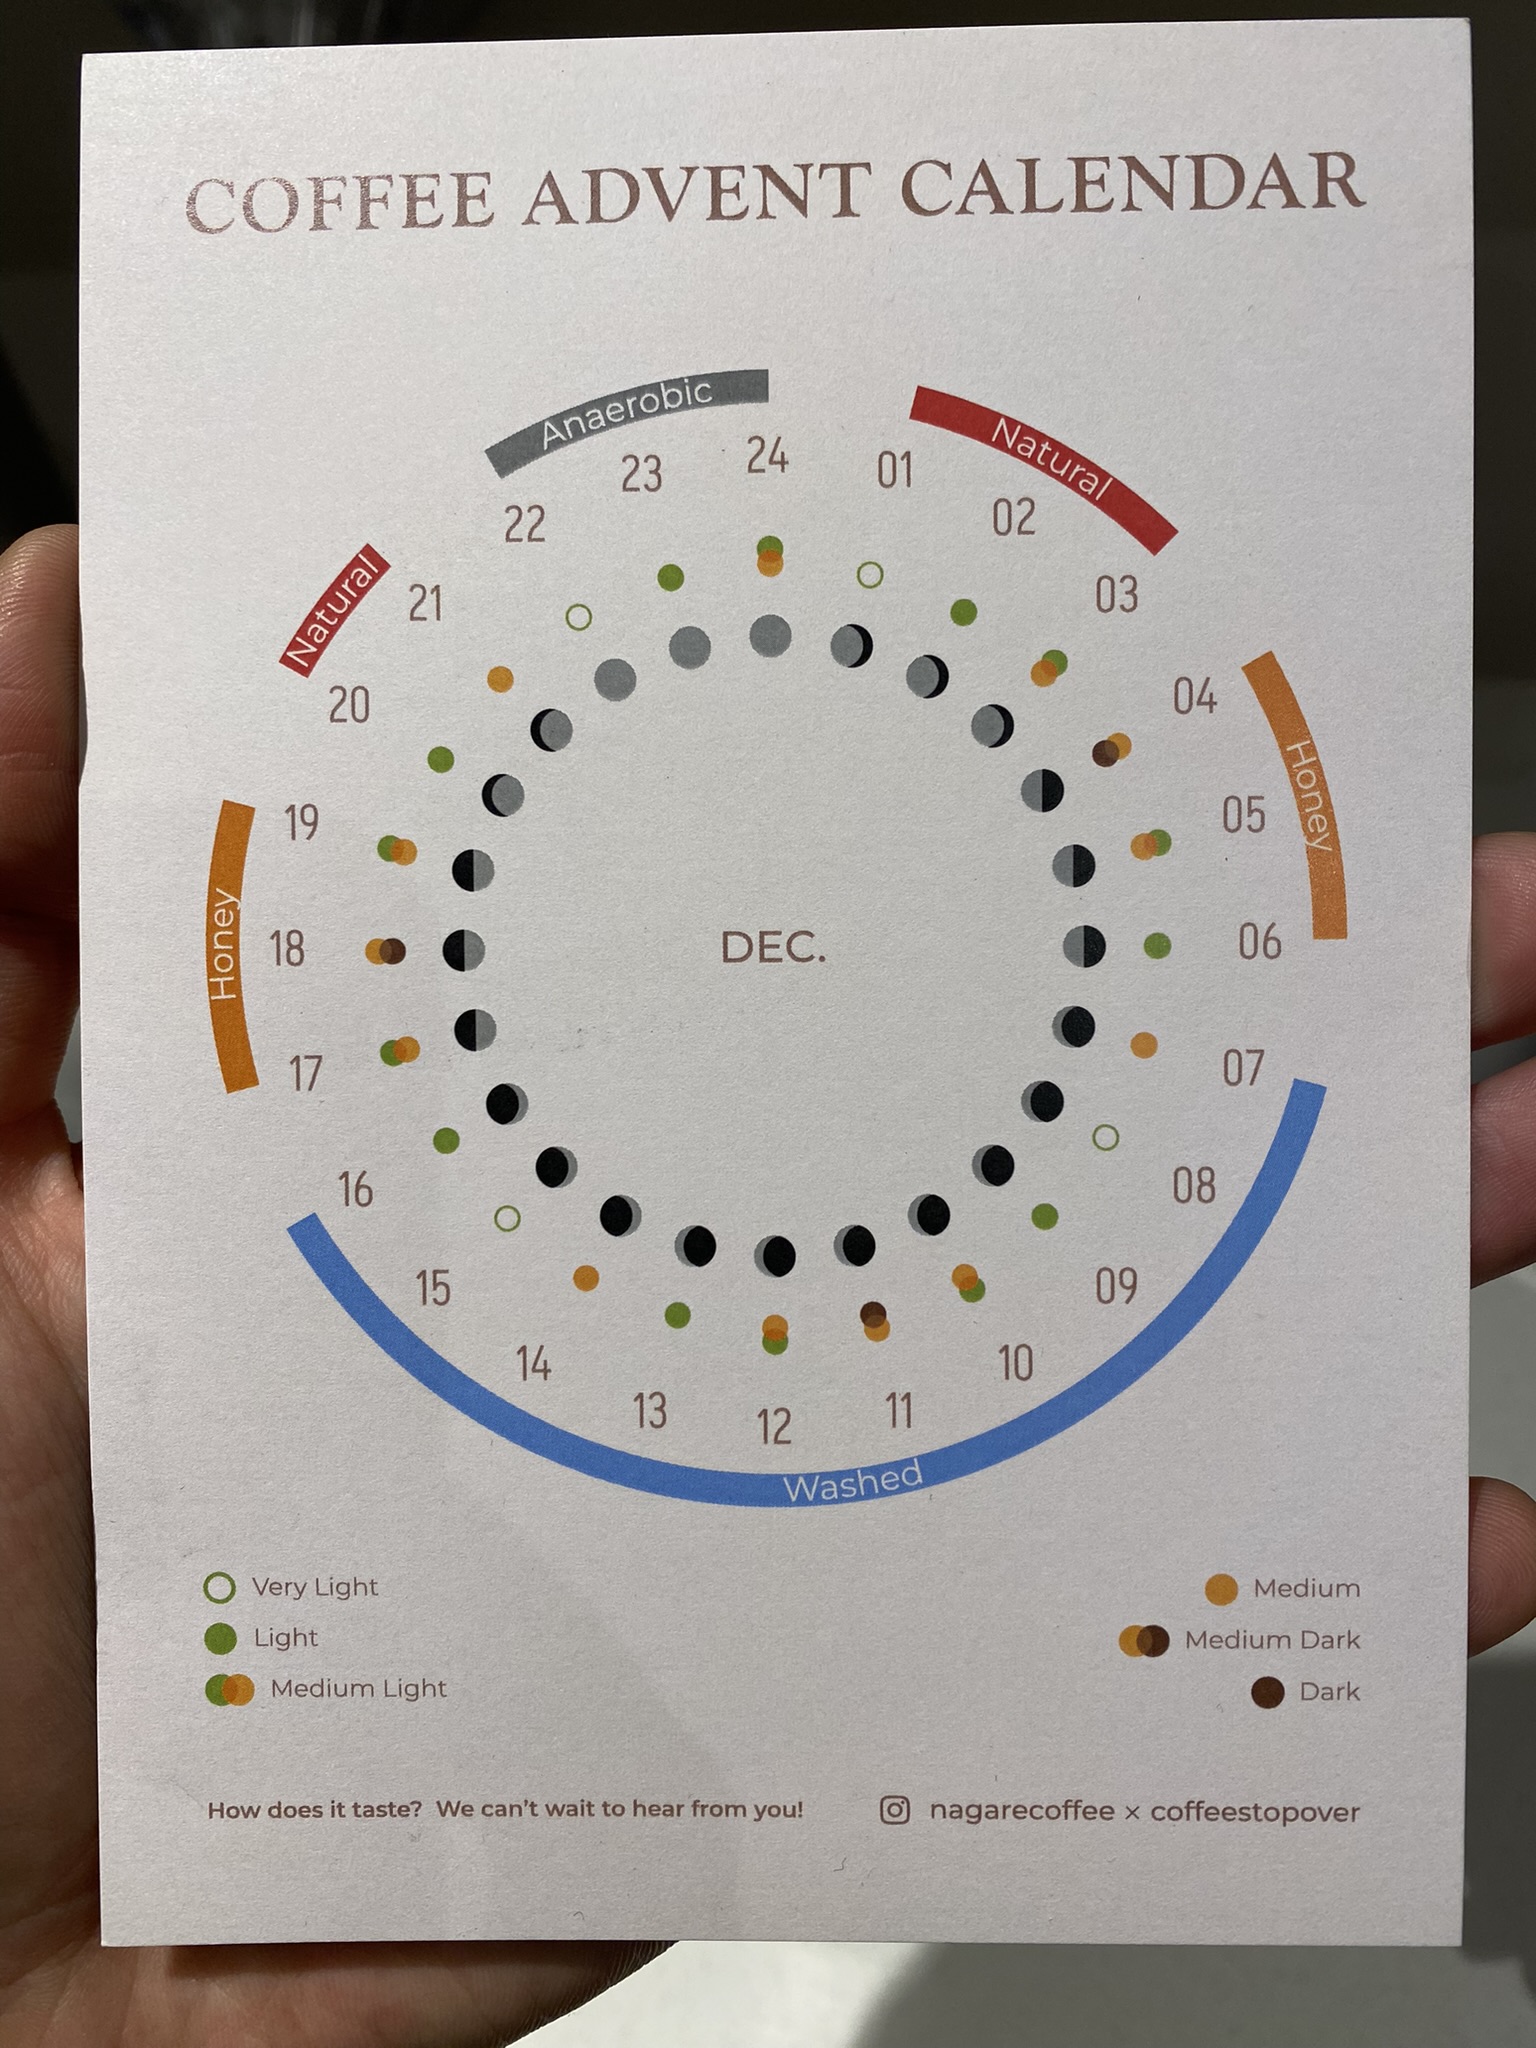 COFFEE ADVENT CALENDAR
Anaerobic
Natural
Honey
Washed
Honey
Natural
24
01
02
03
04
05
06
07
08
09
10
11
12
13
14
15
16
17
18
19
20
21
22
23
DEC.
Very Light
Light
Medium Light
Medium
Medium Dark
Dark
How does it taste? We can't wait to hear from you!
nagarecoffee × coffeestopover